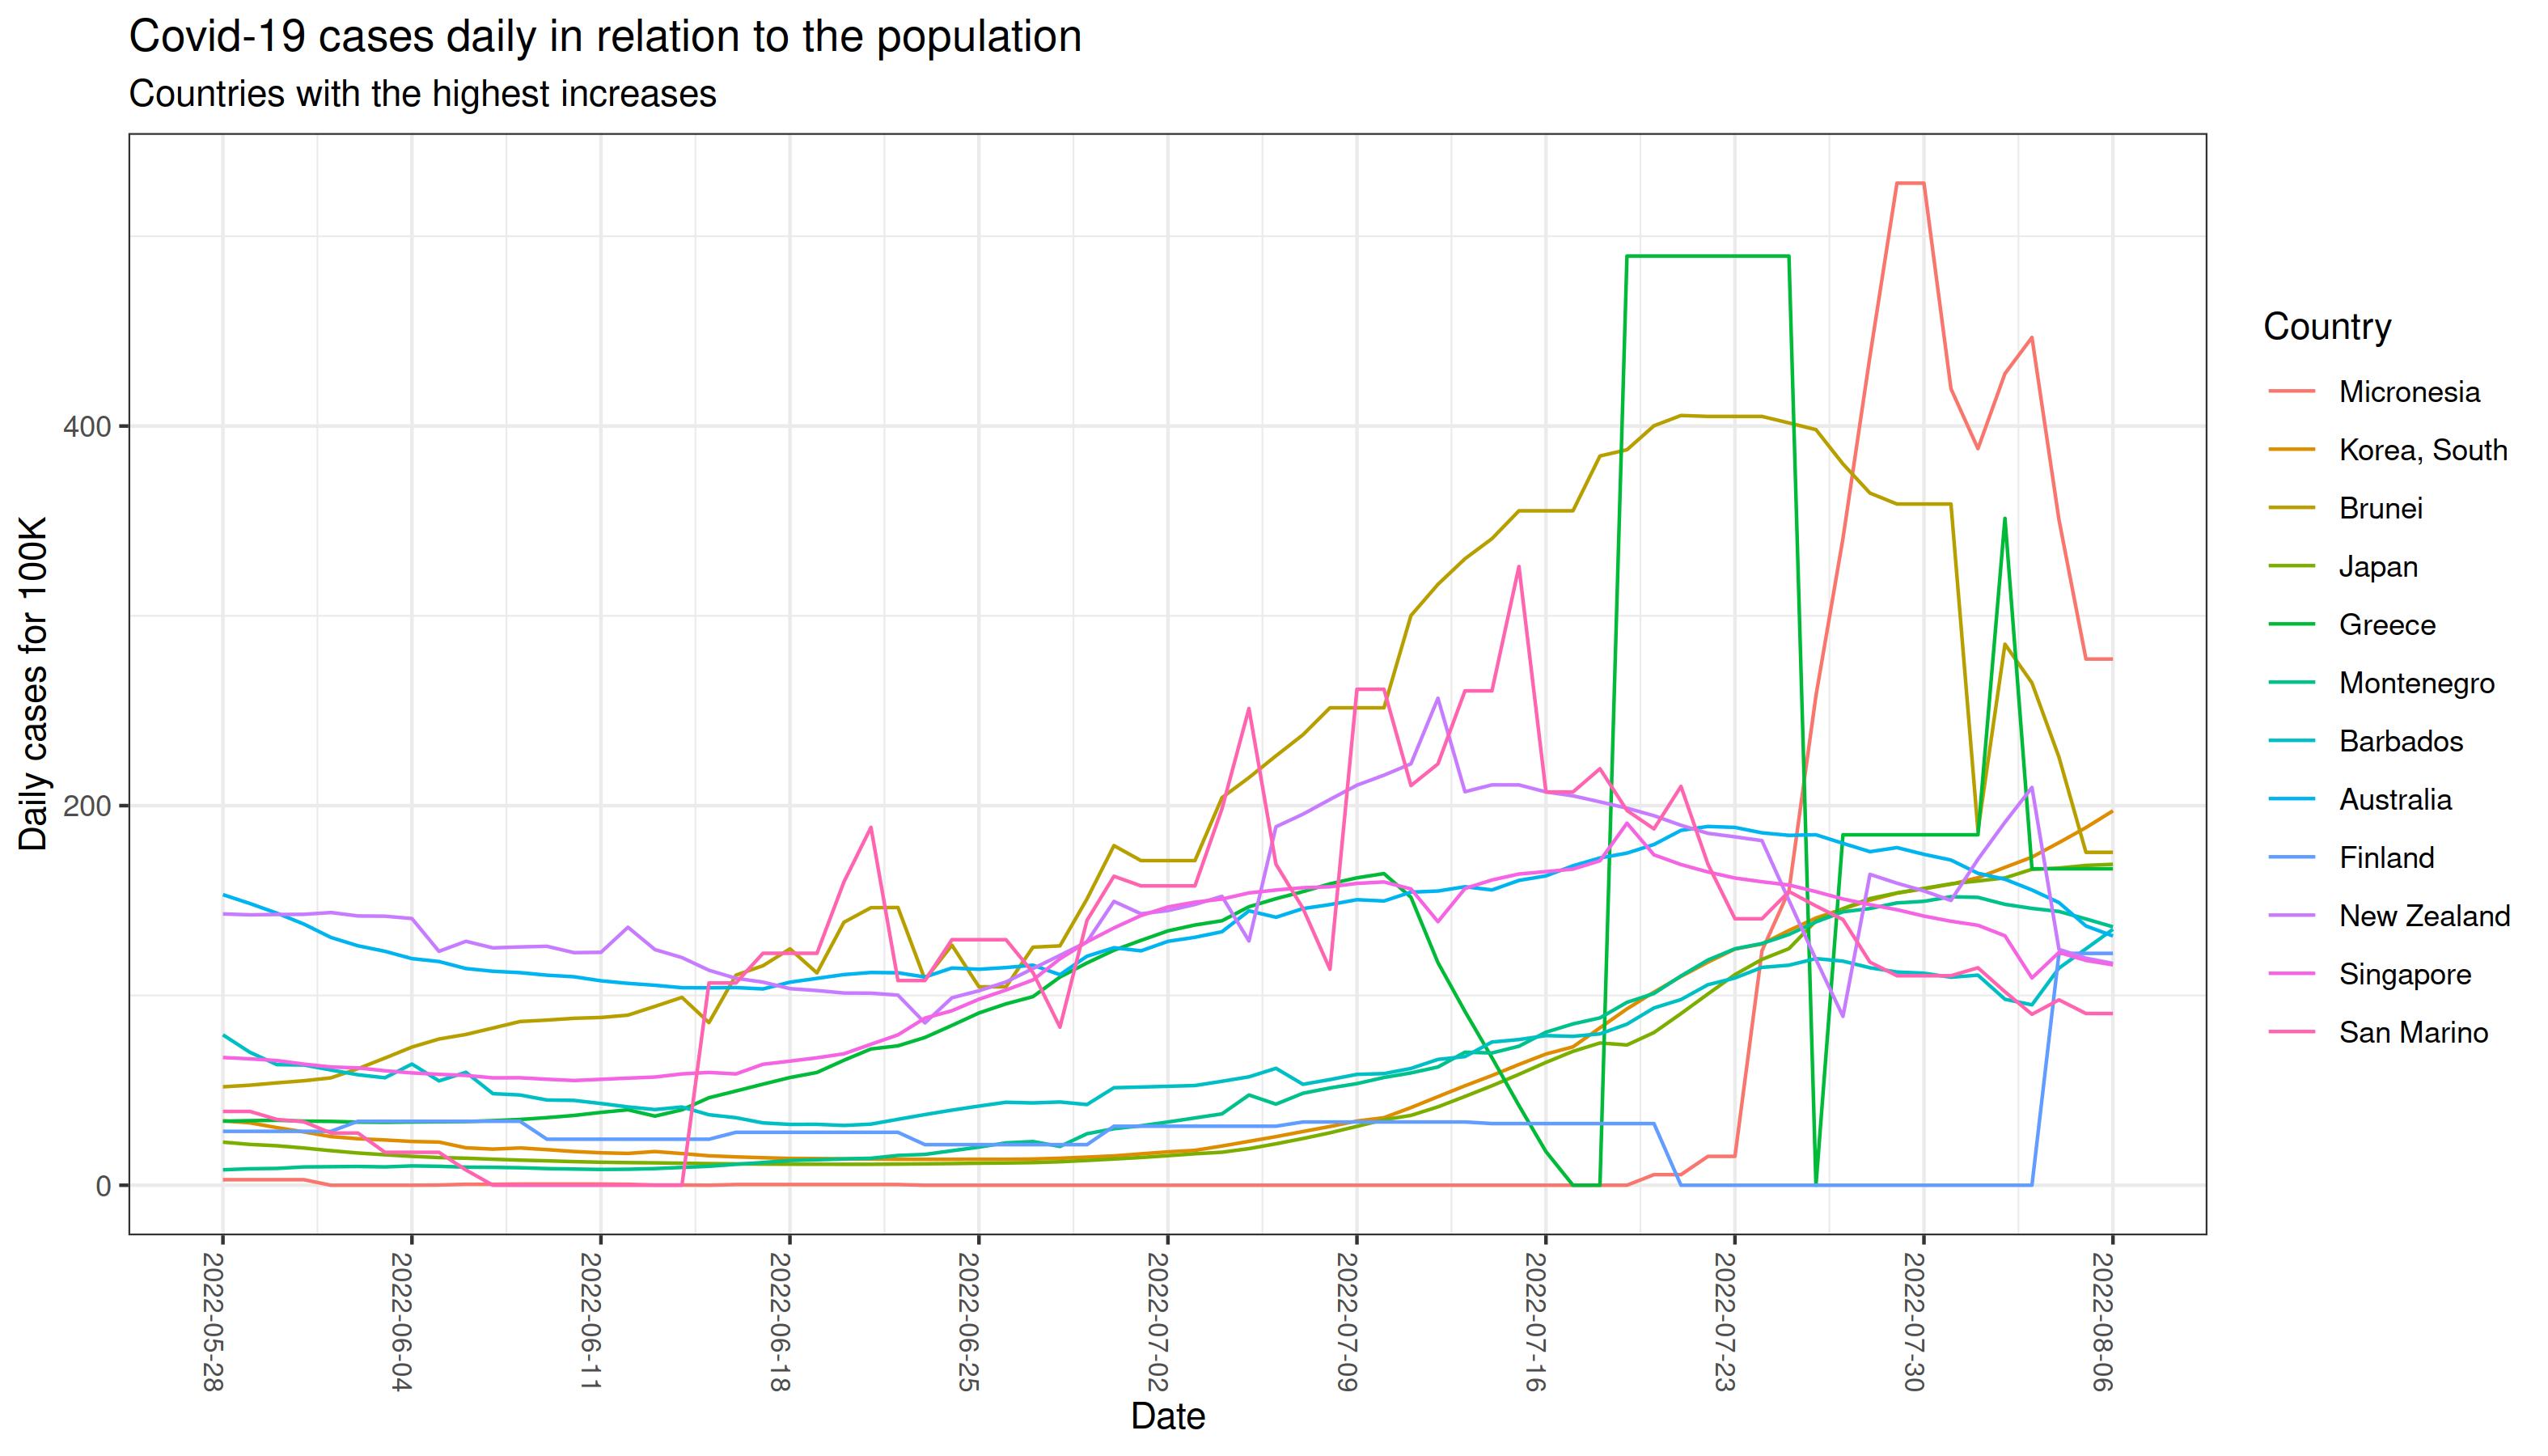 Covid-19 cases daily in relation to the population
Countries with the highest increases
Daily cases for 100K
400
200
0
2022-05-28
2022-06-04
2022-06-11
2022-06-18
2022-06-25
2022-07-02
2022-07-09
2022-07-16
2022-07-23
2022-07-30
2022-08-06
Date
Country
Micronesia
Korea, South
Brunei
Japan
Greece
Montenegro
Barbados
Australia
Finland
New Zealand
Singapore
San Marino